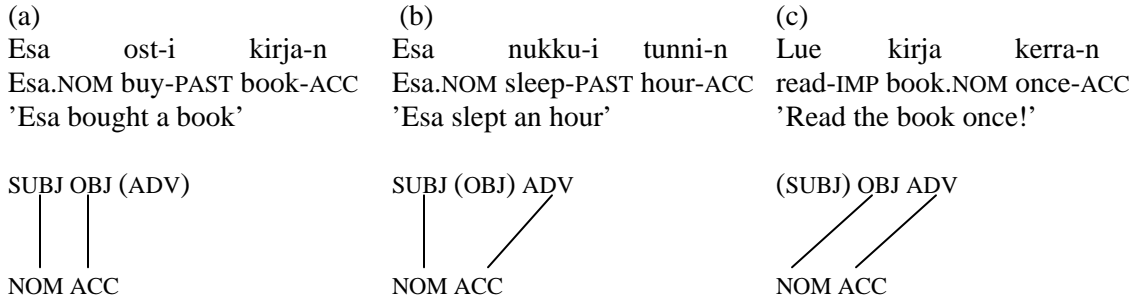 (a) (b) (c)
Esa ost-i kirja-n Esa nukku-i tunni-n Lue kirja kerra-n
Esa.NOM buy-PAST book-ACC Esa.NOM sleep-PAST hour-ACC read-IMP book.NOM once-ACC
’Esa bought a book’ ’Esa slept an hour’ ’Read the book once!’
SUBJ OBJ (ADV) SUBJ (OBJ) ADV (SUBJ) OBJ ADV
NOM ACC NOM ACC NOM ACC